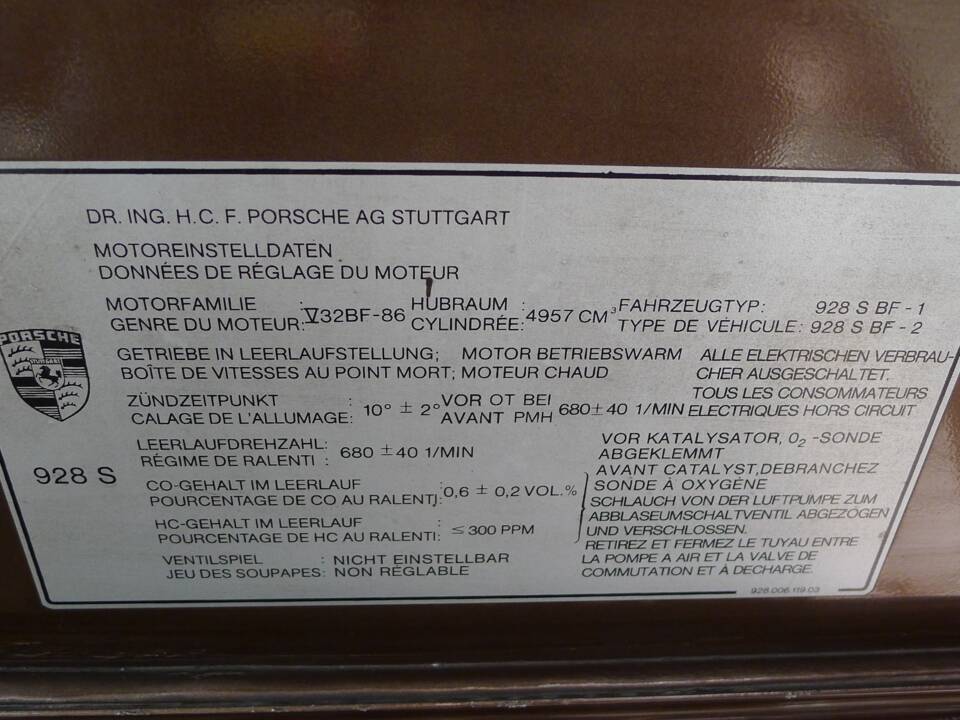 DR. ING. H.C. F. PORSCHE AG STUTTGART
MOTOREINSTELLDATEN
DONNÉES DE RÉGLAGE DU MOTEUR
MOTORFAMILIE : V32BF-86 HUBRAUM : 4957 CM³ FAHRZEUGTYP: 928 S BF - 1
GENRE DU MOTEUR: CYLINDRÉE: TYPE DE VÉHICULE: 928 S BF - 2
PORSCHE
GETRIEBE IN LEERLAUFSTELLUNG; MOTOR BETRIEBSWARM
BOÎTE DE VITESSES AU POINT MORT; MOTEUR CHAUD
ALLE ELEKTRISCHEN VERBRAU-
CHER AUSGESCHALTET.
TOUS LES CONSOMMATEURS
ELECTRIQUES HORS CIRCUIT
ZÜNDZEITPUNKT : 10° ± 2° VOR OT BEI 680±40 1/MIN
CALAGE DE L'ALLUMAGE: AVANT PMH
LEERLAUFDREHZAHL: 680 ±40 1/MIN
RÉGIME DE RALENTI :
928 S
CO-GEHALT IM LEERLAUF : 0,6 ± 0,2 VOL.%
POURCENTAGE DE CO AU RALENTI:
HC-GEHALT IM LEERLAUF : ≤ 300 PPM
POURCENTAGE DE HC AU RALENTI:
VOR KATALYSATOR, O₂ -SONDE
ABGEKLEMMT
AVANT CATALYST,DEBRANCHEZ
SONDE À OXYGÈNE
SCHLAUCH VON DER LUFTPUMPE ZUM
ABBLASEUMSCHALTVENTIL ABGEZOGEN
UND VERSCHLOSSEN.
RETIREZ ET FERMEZ LE TUYAU ENTRE
LA POMPE A AIR ET LA VALVE DE
COMMUTATION ET À DECHARGE.
VENTILSPIEL : NICHT EINSTELLBAR
JEU DES SOUPAPES: NON RÉGLABLE
928.006.119.03